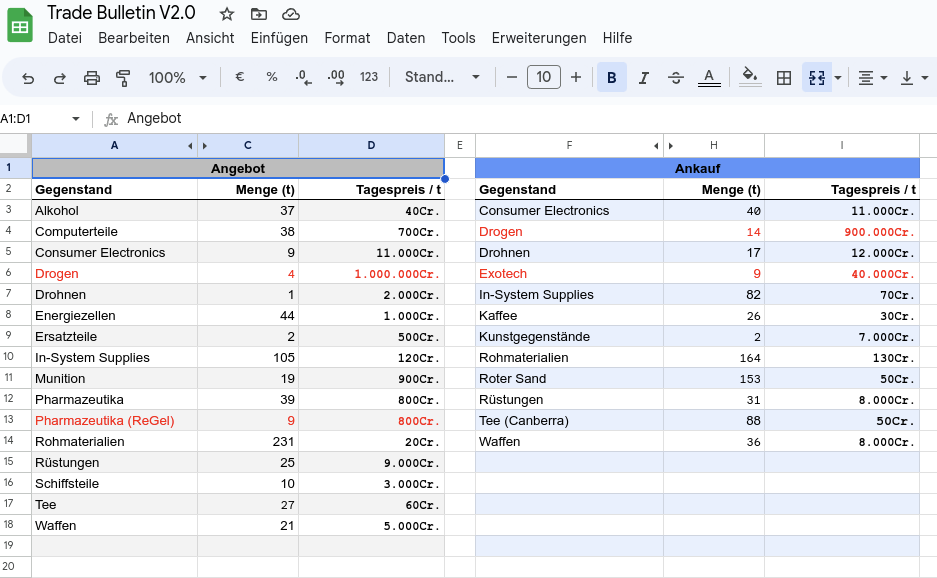 Trade Bulletin V2.0
Datei Bearbeiten Ansicht Einfügen Format Daten Tools Erweiterungen Hilfe
100% € % .0 .00 123 Stand... 10 B I S A
A1:D1 fx Angebot
A C D E F H I
1 Angebot Ankauf
2 Gegenstand Menge (t) Tagespreis / t Gegenstand Menge (t) Tagespreis / t
3 Alkohol 37 40Cr. Consumer Electronics 40 11.000Cr.
4 Computerteile 38 700Cr. Drogen 14 900.000Cr.
5 Consumer Electronics 9 11.000Cr. Drohnen 17 12.000Cr.
6 Drogen 4 1.000.000Cr. Exotech 9 40.000Cr.
7 Drohnen 1 2.000Cr. In-System Supplies 82 70Cr.
8 Energiezellen 44 1.000Cr. Kaffee 26 30Cr.
9 Ersatzteile 2 500Cr. Kunstgegenstände 2 7.000Cr.
10 In-System Supplies 105 120Cr. Rohmaterialien 164 130Cr.
11 Munition 19 900Cr. Roter Sand 153 50Cr.
12 Pharmazeutika 39 800Cr. Rüstungen 31 8.000Cr.
13 Pharmazeutika (ReGel) 9 800Cr. Tee (Canberra) 88 50Cr.
14 Rohmaterialien 231 20Cr. Waffen 36 8.000Cr.
15 Rüstungen 25 9.000Cr.
16 Schiffsteile 10 3.000Cr.
17 Tee 27 60Cr.
18 Waffen 21 5.000Cr.
19
20